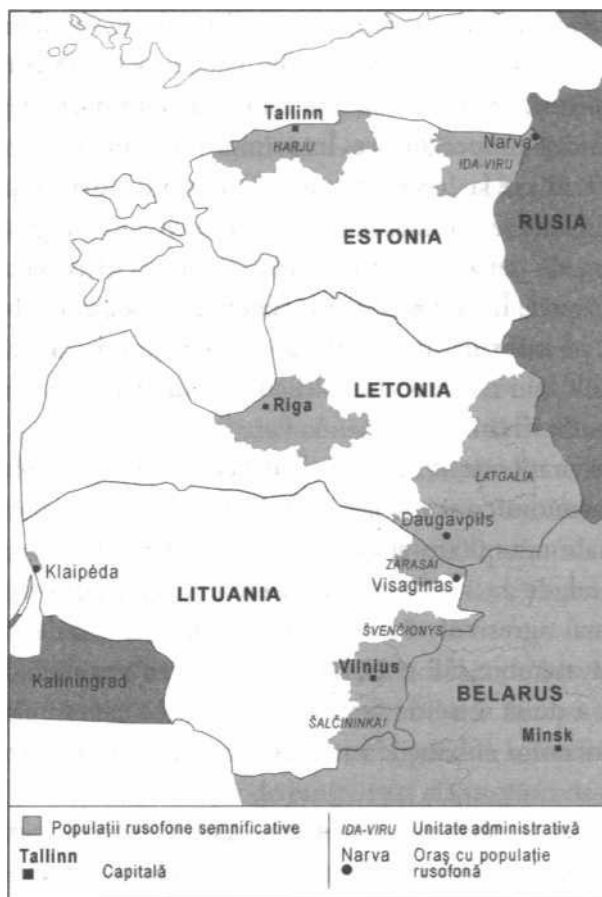 Tallinn
HARJU
Narva
IDA-VIRU
RUSIA
ESTONIA
LETONIA
Riga
LATGALIA
Daugavpils
ZARASAI
Visaginas
Klaipėda
LITUANIA
ŠVENČIONYS
Vilnius
Kaliningrad
BELARUS
ŠALČININKAI
Minsk
Populații rusofone semnificative
Tallinn
Capitală
IDA-VIRU Unitate administrativă
Narva Oraș cu populație
rusofonă